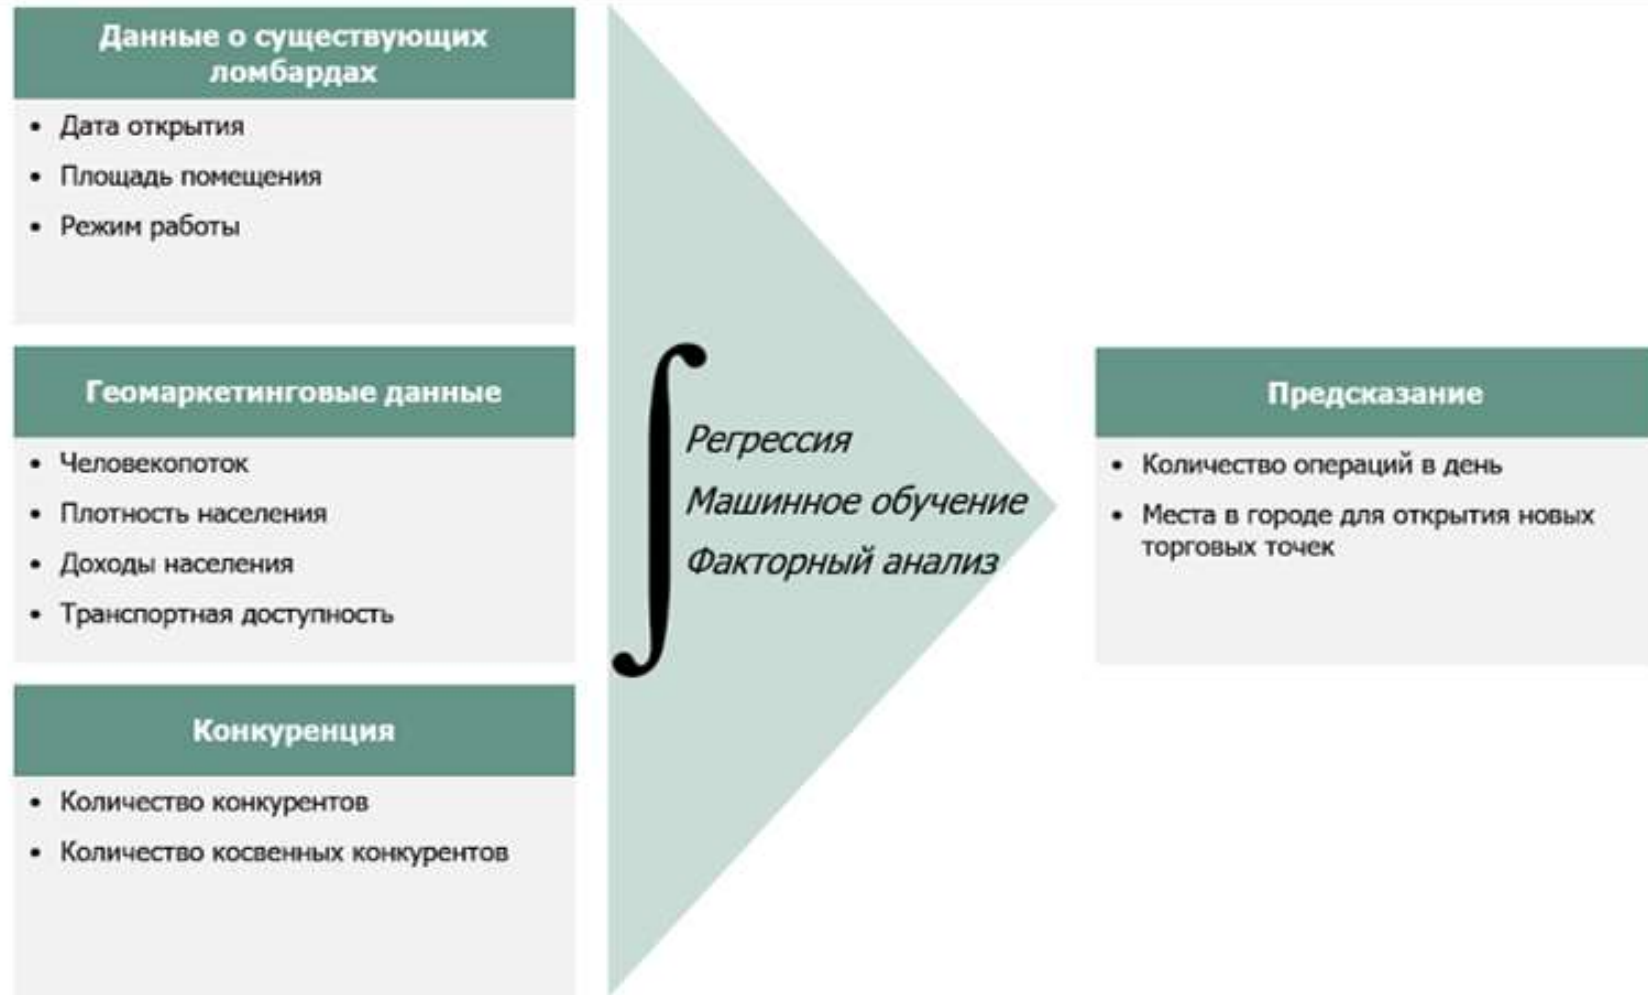 Данные о существующих
ломбардах
• Дата открытия
• Площадь помещения
• Режим работы
Геомаркетинговые данные
• Человекопоток
• Плотность населения
• Доходы населения
• Транспортная доступность
Конкуренция
• Количество конкурентов
• Количество косвенных конкурентов
∫
Регрессия
Машинное обучение
Факторный анализ
Предсказание
• Количество операций в день
• Места в городе для открытия новых
торговых точек